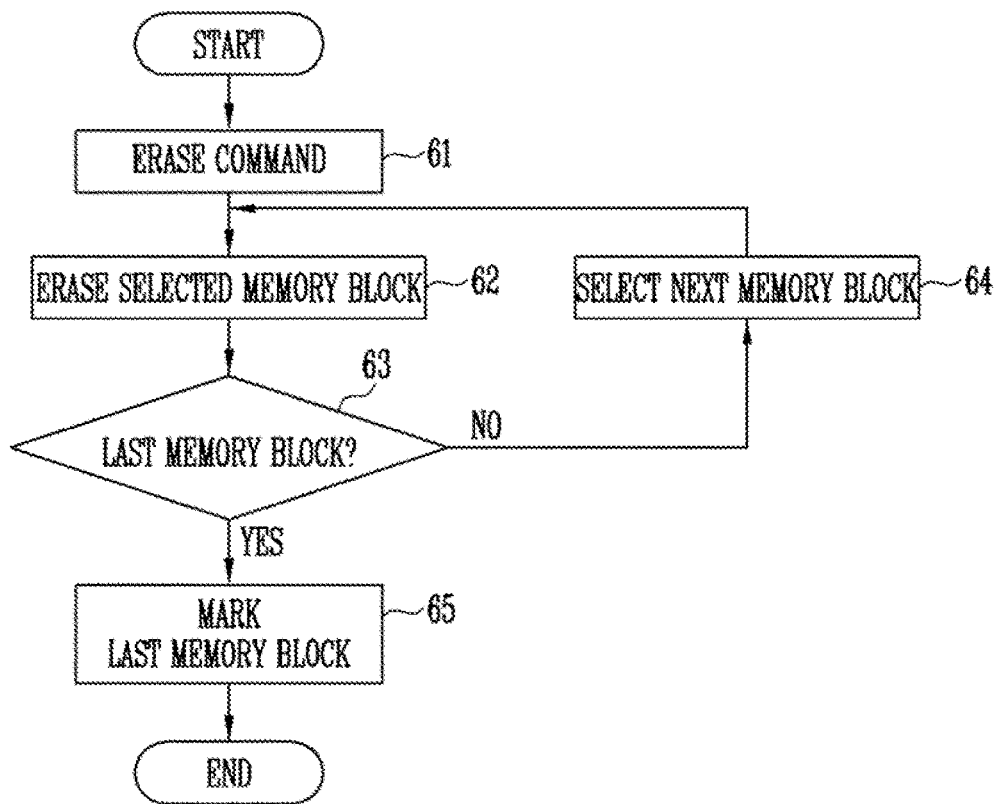 START
ERASE COMMAND
61
ERASE SELECTED MEMORY BLOCK
62
SELECT NEXT MEMORY BLOCK
64
63
LAST MEMORY BLOCK?
NO
YES
MARK
LAST MEMORY BLOCK
65
END